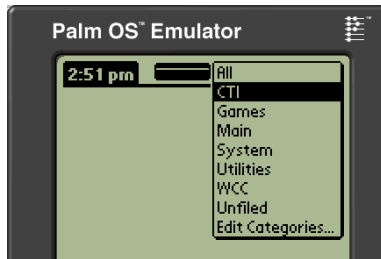 Palm OS™ Emulator
2:51 pm
All
CTI
Games
Main
System
Utilities
WCC
Unfiled
Edit Categories...